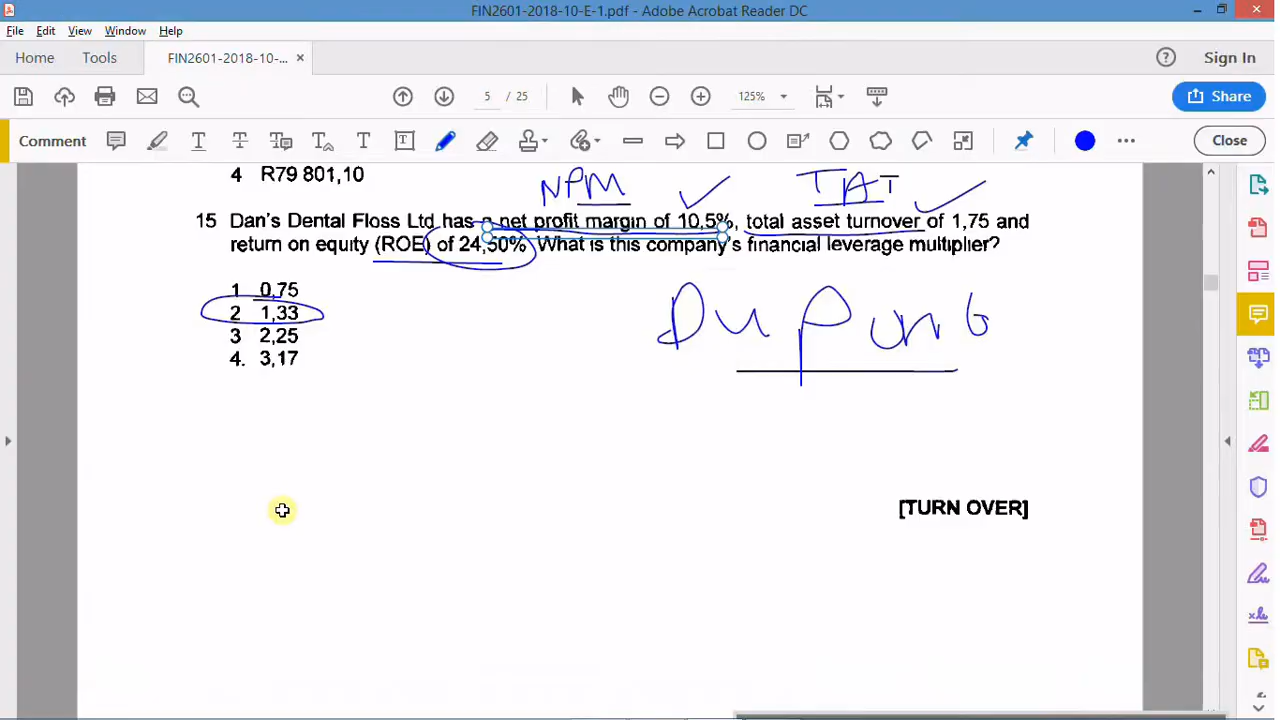 FIN2601-2018-10-E-1.pdf - Adobe Acrobat Reader DC
File Edit View Window Help
Home Tools FIN2601-2018-10-... × Sign In
5 / 25 125% Share
Comment Close
4 R79 801,10
NPM TAT
15 Dan's Dental Floss Ltd has a net profit margin of 10,5%, total asset turnover of 1,75 and
return on equity (ROE) of 24,50% What is this company's financial leverage multiplier?
1 0,75
2 1,33
3 2,25
4. 3,17
Du Pont
[TURN OVER]